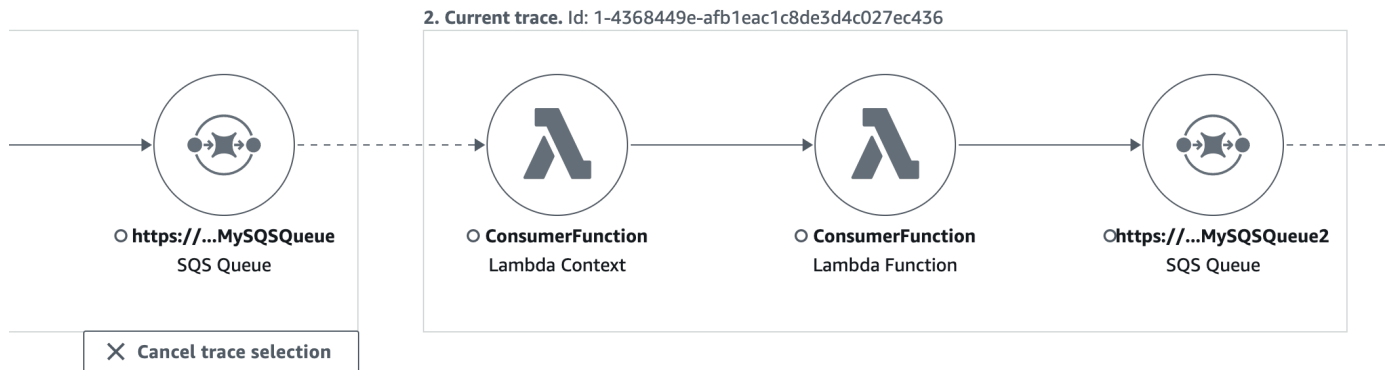 2. Current trace. Id: 1-4368449e-afb1eac1c8de3d4c027ec436
https://...MySQSQueue
SQS Queue
ConsumerFunction
Lambda Context
ConsumerFunction
Lambda Function
https://...MySQSQueue2
SQS Queue
Cancel trace selection